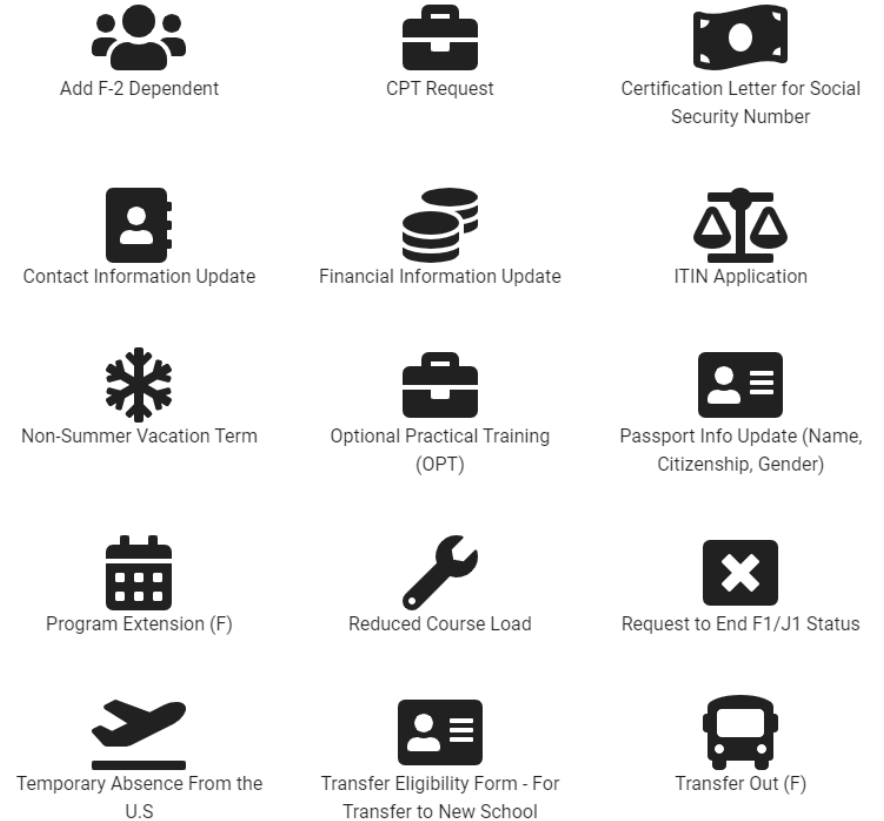 Add F-2 Dependent
CPT Request
Certification Letter for Social
Security Number
Contact Information Update
Financial Information Update
ITIN Application
Non-Summer Vacation Term
Optional Practical Training
(OPT)
Passport Info Update (Name,
Citizenship, Gender)
Program Extension (F)
Reduced Course Load
Request to End F1/J1 Status
Temporary Absence From the
U.S
Transfer Eligibility Form - For
Transfer to New School
Transfer Out (F)